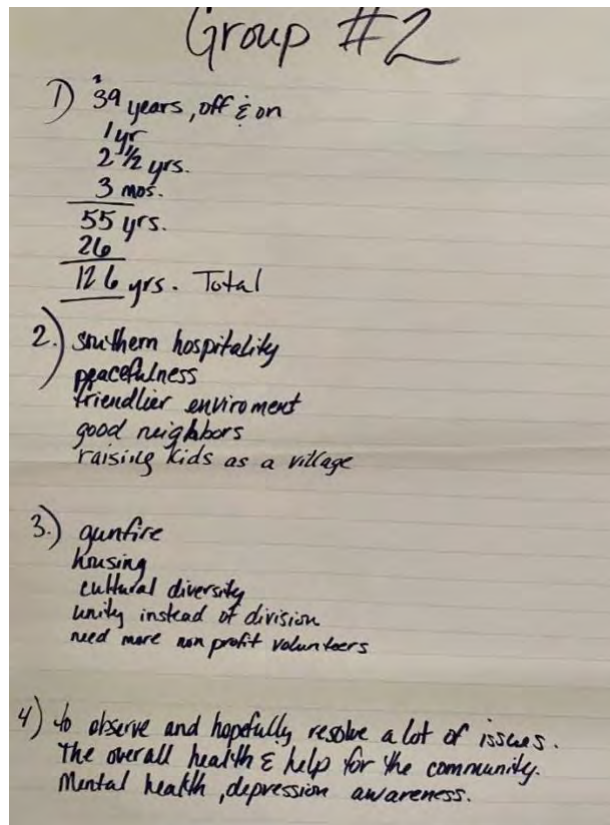 Group #2
1) 39 years, off & on
1 yr
2 1/2 yrs.
3 mos.
55 yrs.
26
126 yrs. Total
2.) southern hospitality
peacefulness
friendlier enviroment
good neighbors
raising kids as a village
3.) gunfire
housing
cultural diversity
unity instead of division
need more non profit volunteers
4) to observe and hopefully resolve a lot of issues.
The overall health & help for the community.
Mental health, depression awareness.